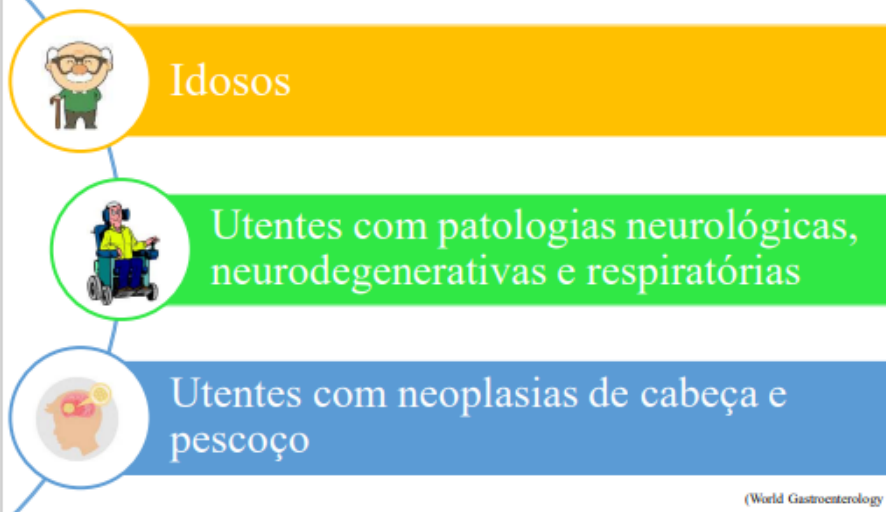 Idosos
Utentes com patologias neurológicas,
neurodegenerativas e respiratórias
Utentes com neoplasias de cabeça e
pescoço
(World Gastroenterology